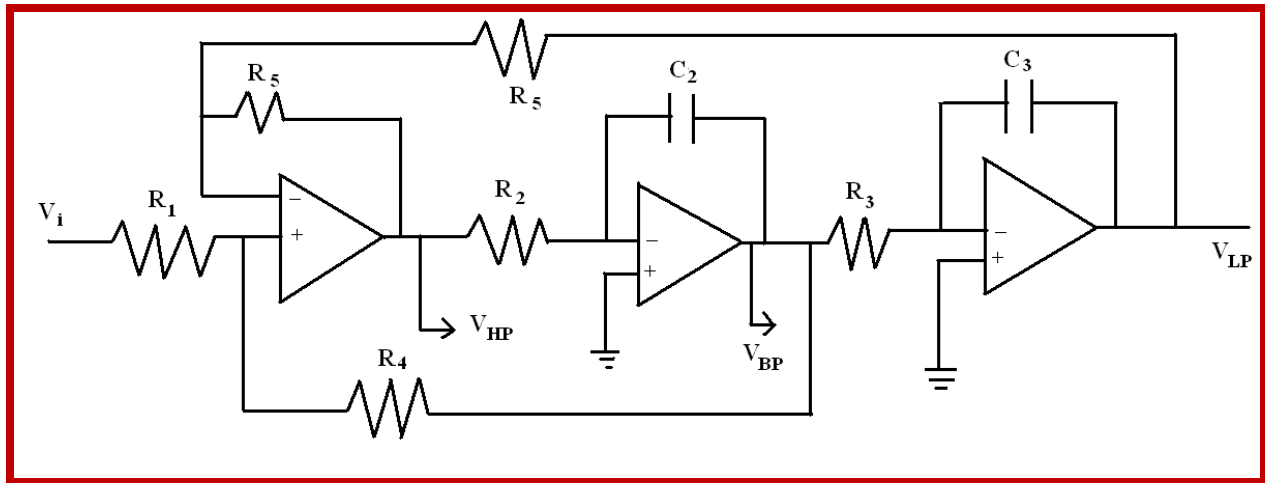 R5
C2
C3
R5
Vi
R1
−
+
R2
−
+
R3
−
+
VLP
VHP
VBP
R4